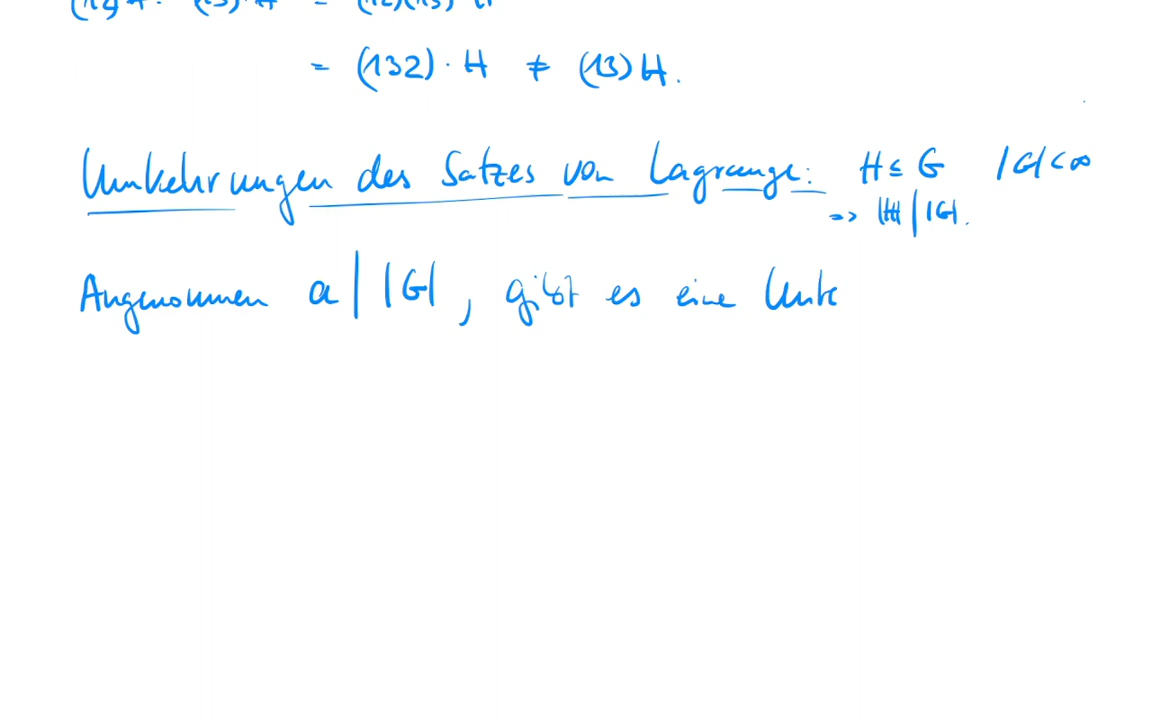 = (132) · H ≠ (13) H.
Umkehrungen des Satzes von Lagrange: H ≤ G |G| < ∞
=> |H| | |G|.
Angenommen a | |G|, gibt es eine Unte